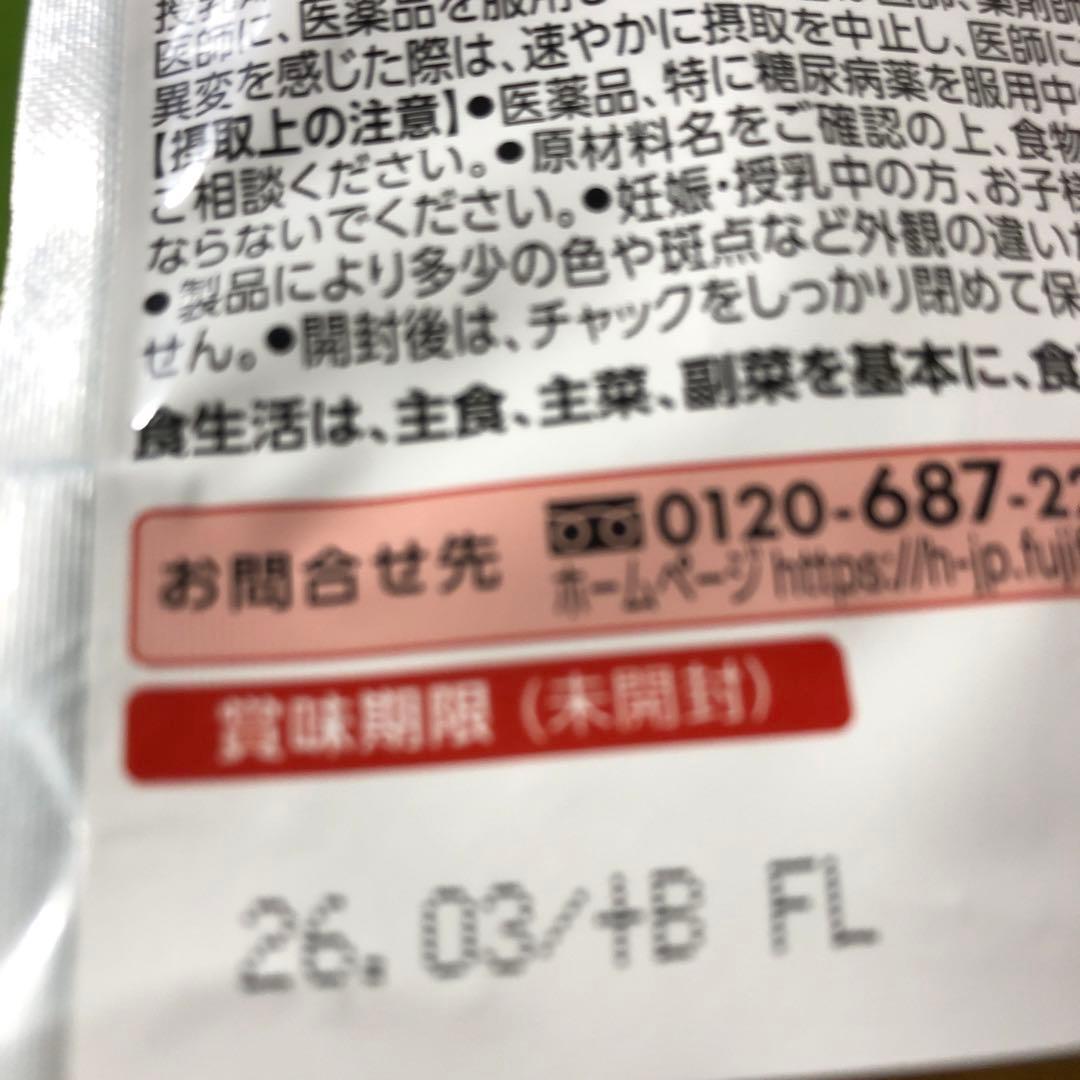 医師に、医薬品を服用
異変を感じた際は、速やかに摂取を中止し、医師に
【摂取上の注意】●医薬品、特に糖尿病薬を服用中
ご相談ください。●原材料名をご確認の上、食物
ならないでください。●妊娠・授乳中の方、お子様
●製品により多少の色や斑点など外観の違いが
せん。●開封後は、チャックをしっかり閉めて保
食生活は、主食、主菜、副菜を基本に、食
お問合せ先
0120-687-22
ホームページ https://h-jp.fujif
賞味期限（未開封）
26.03/+B FL